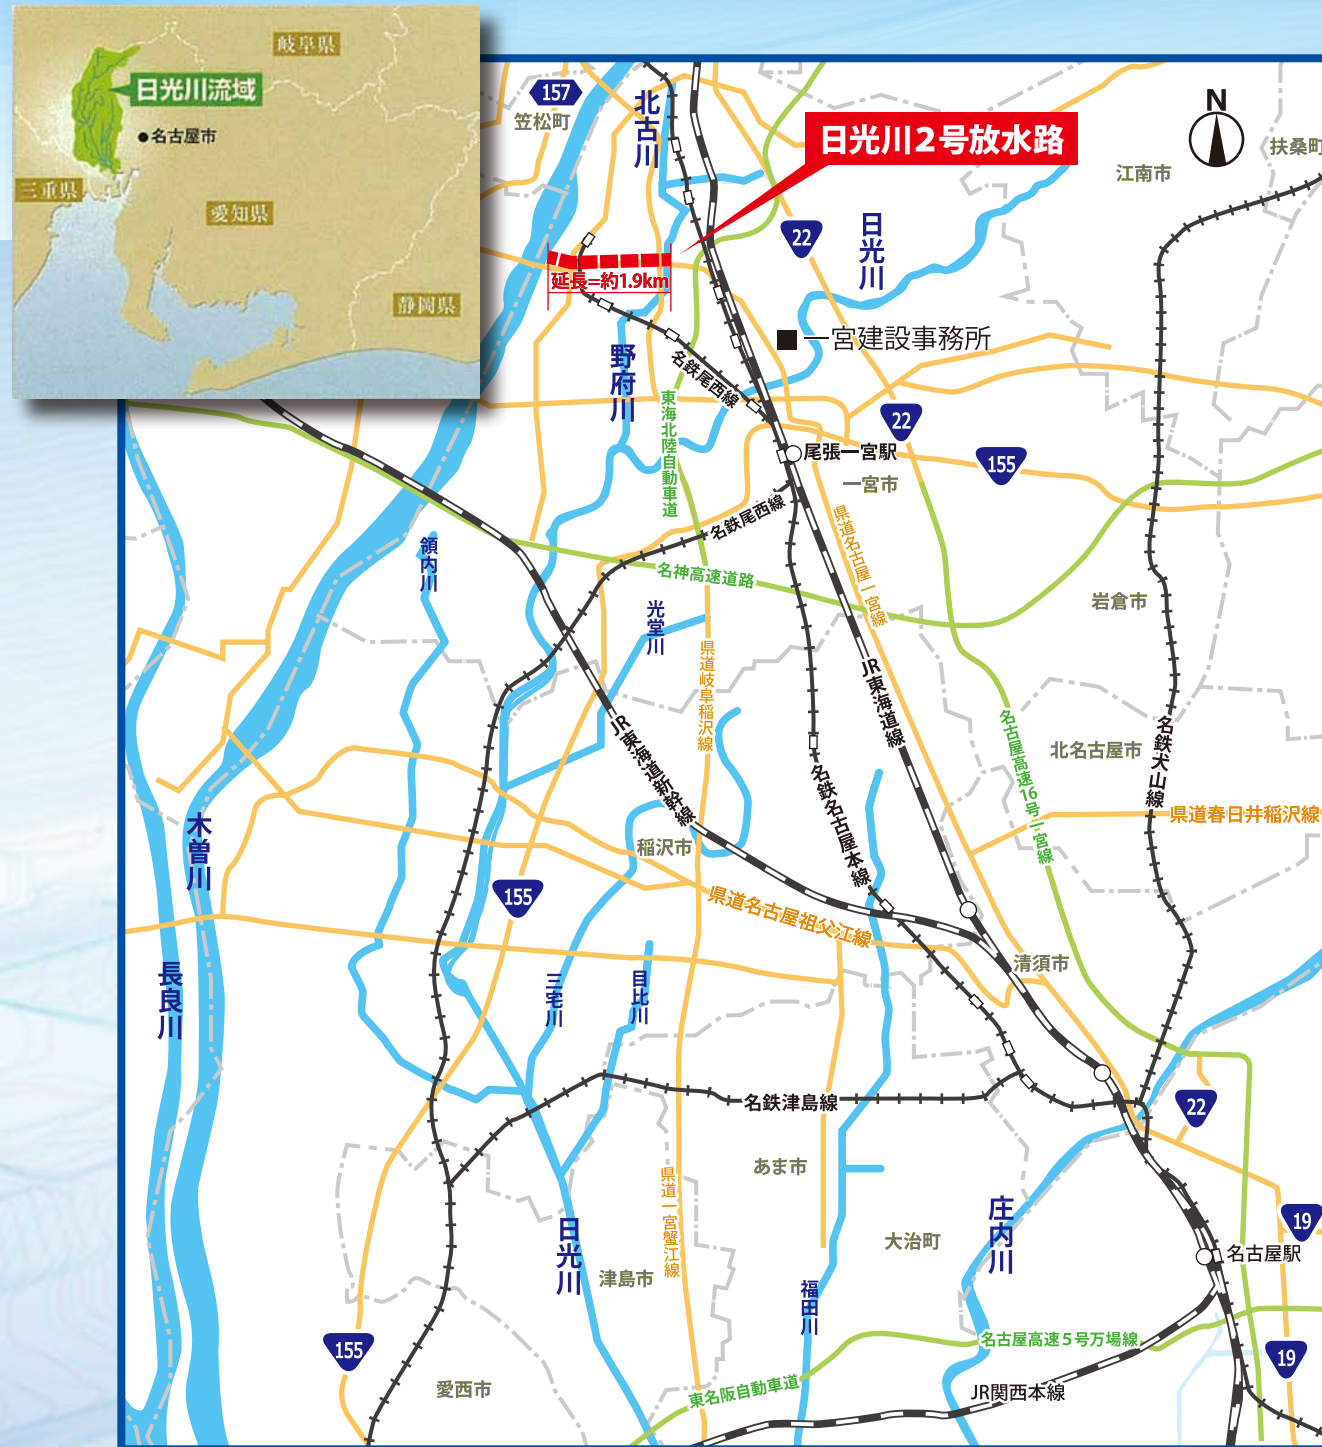 岐阜県
日光川流域
名古屋市
三重県
愛知県
静岡県
157
笠松町
北古川
日光川2号放水路
N
扶桑町
江南市
22
日光川
延長=約1.9km
一宮建設事務所
野府川
名鉄尾西線
東海北陸自動車道
22
尾張一宮駅
155
一宮市
名鉄尾西線
県道名古屋一宮線
領内川
名神高速道路
光堂川
岩倉市
県道岐阜稲沢線
JR東海道線
JR東海道新幹線
名古屋高速16号一宮線
北名古屋市
名鉄犬山線
名鉄名古屋本線
県道春日井稲沢線
木曽川
稲沢市
155
県道名古屋祖父江線
長良川
三宅川
目比川
清須市
名鉄津島線
22
あま市
県道一宮蟹江線
日光川
津島市
大治町
庄内川
19
名古屋駅
福田川
155
名古屋高速5号万場線
19
愛西市
東名阪自動車道
JR関西本線